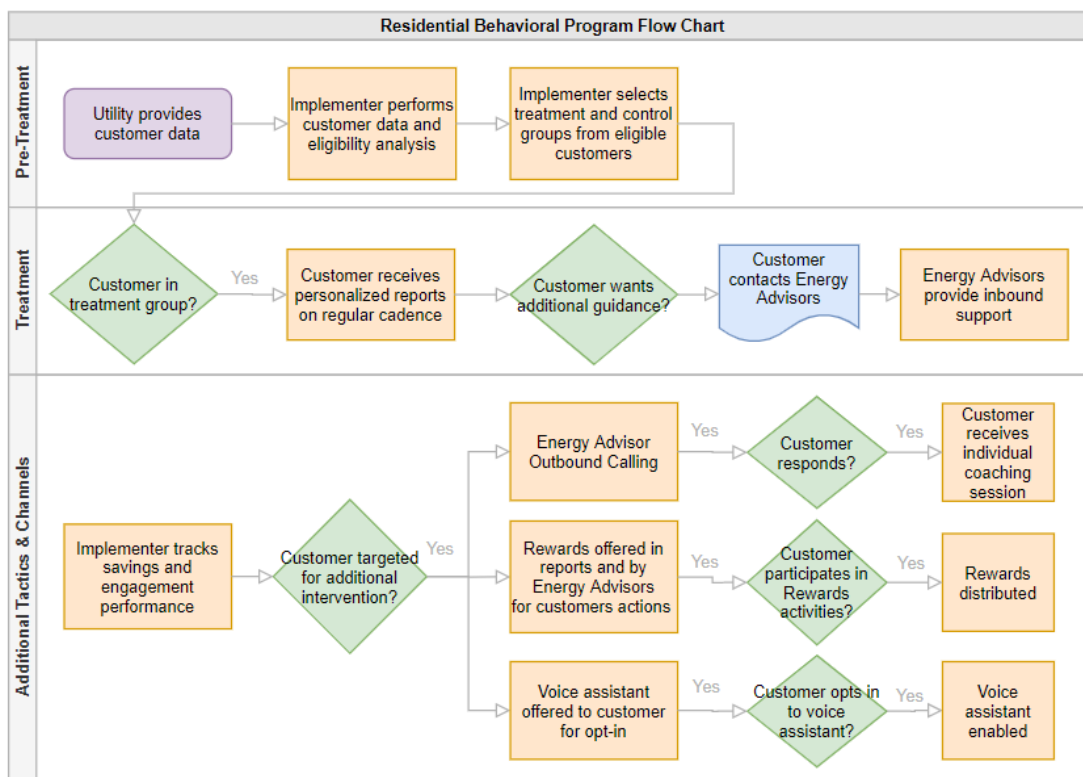 Residential Behavioral Program Flow Chart
Pre-Treatment
Utility provides
customer data
Implementer performs
customer data and
eligibility analysis
Implementer selects
treatment and control
groups from eligible
customers
Treatment
Customer in
treatment group?
Yes
Customer receives
personalized reports
on regular cadence
Customer wants
additional guidance?
Customer
contacts Energy
Advisors
Energy Advisors
provide inbound
support
Additional Tactics & Channels
Implementer tracks
savings and
engagement
performance
Customer targeted
for additional
intervention?
Yes
Energy Advisor
Outbound Calling
Yes
Customer
responds?
Yes
Customer
receives
individual
coaching
session
Rewards offered in
reports and by
Energy Advisors
for customers actions
Yes
Customer
participates in
Rewards
activities?
Yes
Rewards
distributed
Voice assistant
offered to customer
for opt-in
Yes
Customer opts in
to voice
assistant?
Yes
Voice
assistant
enabled